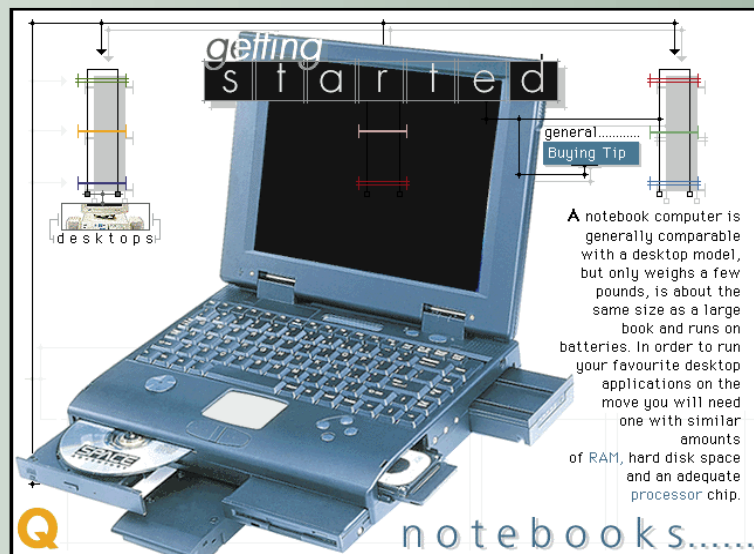 getting
started
general............
Buying Tip
desktops
A notebook computer is
generally comparable
with a desktop model,
but only weighs a few
pounds, is about the
same size as a large
book and runs on
batteries. In order to run
your favourite desktop
applications on the
move you will need
one with similar
amounts
of RAM, hard disk space
and an adequate
processor chip.
SPACE
Q
notebooks......